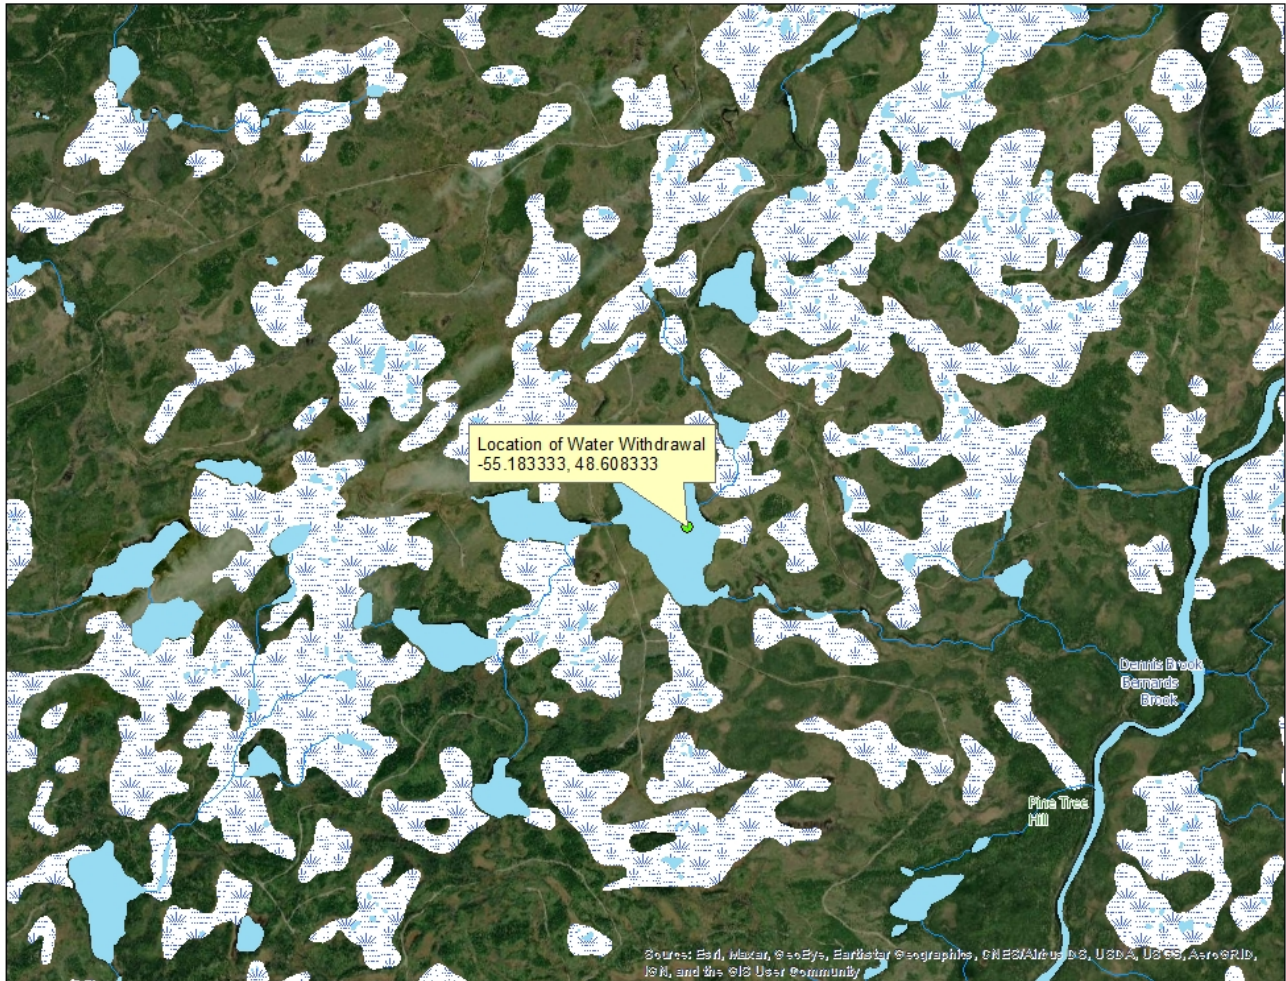 Location of Water Withdrawal
-55.183333, 48.608333
Dennis Brook
Bernards
Brook
Pine Tree
Hill
Source: Esri, Maxar, GeoEye, Earthstar Geographics, CNES/Airbus DS, USDA, USGS, AeroGRID,
IGN, and the GIS User Community